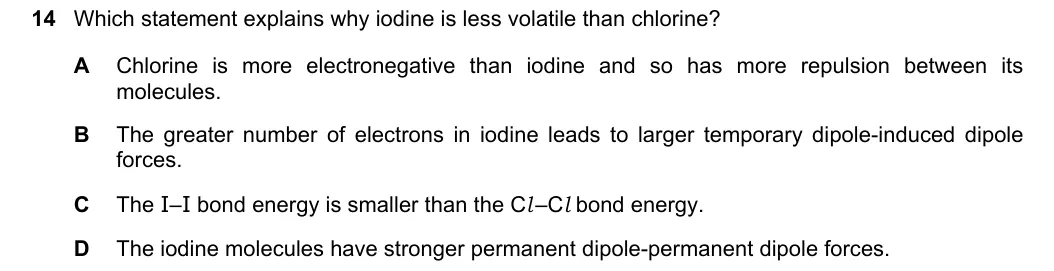 14 Which statement explains why iodine is less volatile than chlorine?
A Chlorine is more electronegative than iodine and so has more repulsion between its
molecules.
B The greater number of electrons in iodine leads to larger temporary dipole-induced dipole
forces.
C The I–I bond energy is smaller than the Cl–Cl bond energy.
D The iodine molecules have stronger permanent dipole-permanent dipole forces.